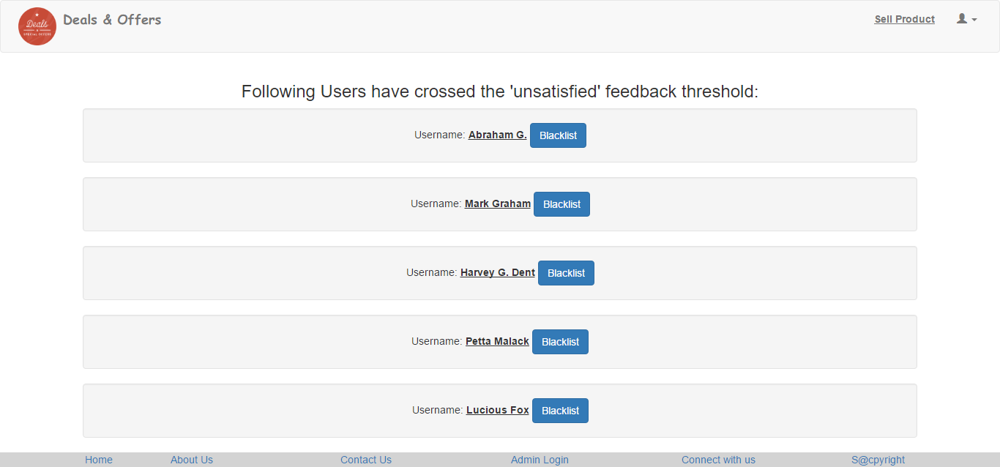 Deals
&
SPECIAL OFFERS
Deals & Offers
Sell Product
Following Users have crossed the 'unsatisfied' feedback threshold:
Username: Abraham G. Blacklist
Username: Mark Graham Blacklist
Username: Harvey G. Dent Blacklist
Username: Petta Malack Blacklist
Username: Lucious Fox Blacklist
Home About Us Contact Us Admin Login Connect with us S@cpyright